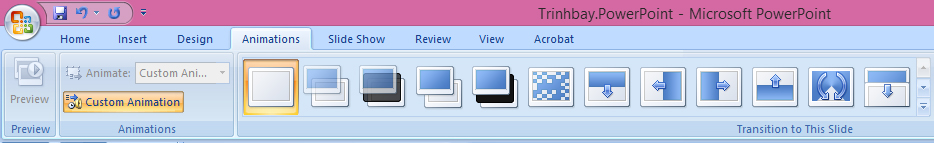 Trinhbay.PowerPoint - Microsoft PowerPoint
Home Insert Design Animations Slide Show Review View Acrobat
Animate: Custom Ani...
Preview
Custom Animation
Preview Animations Transition to This Slide